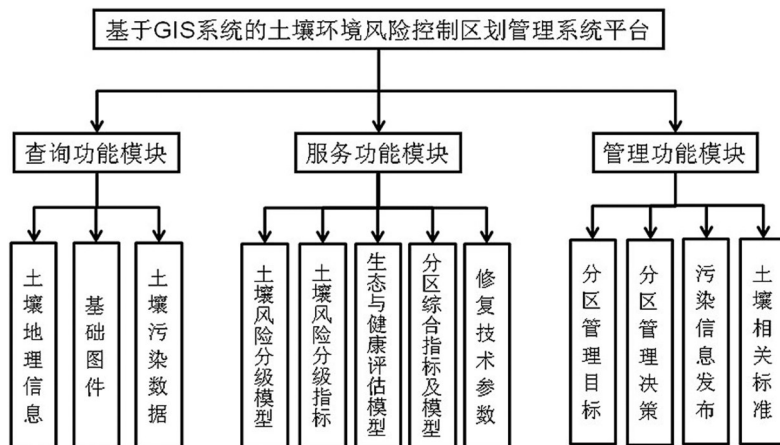 基于GIS系统的土壤环境风险控制区划管理系统平台
查询功能模块
服务功能模块
管理功能模块
土壤地理信息
基础图件
土壤污染数据
土壤风险分级模型
土壤风险分级指标
生态与健康评估模型
分区综合指标及模型
修复技术参数
分区管理目标
分区管理决策
污染信息发布
土壤相关标准